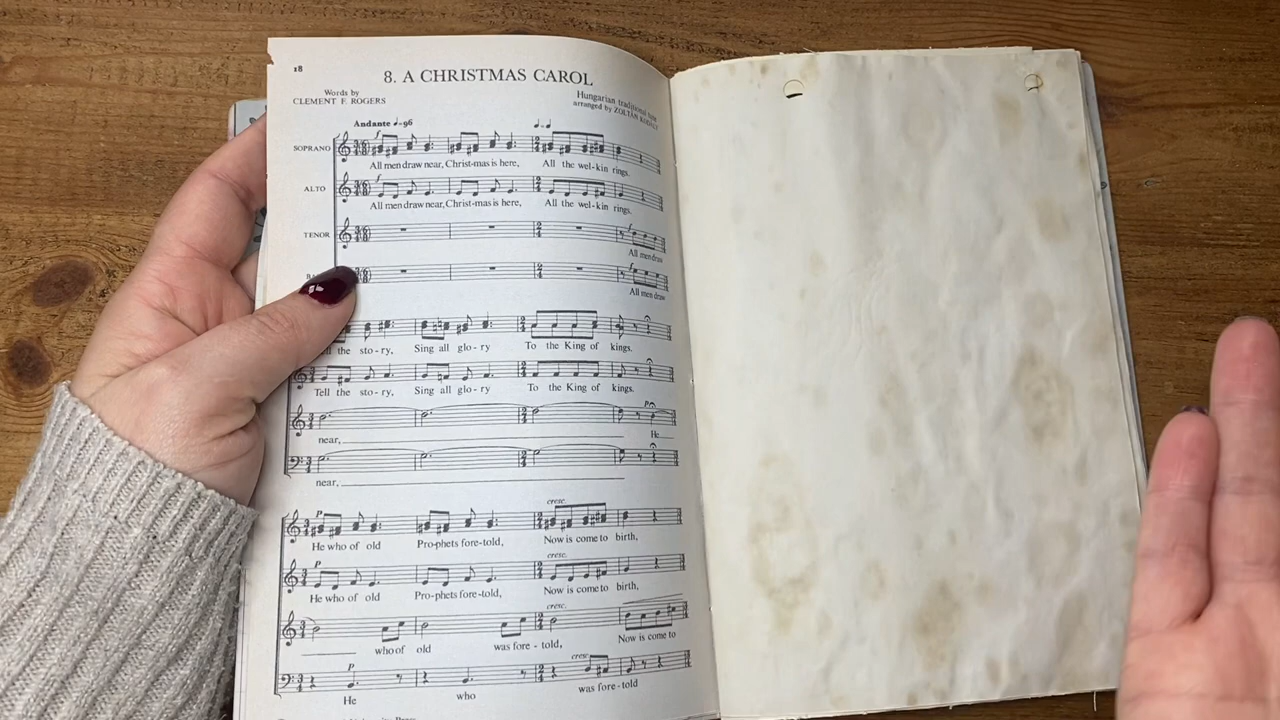 18
8. A CHRISTMAS CAROL
Words by
CLEMENT F. ROGERS
Hungarian traditional tune
arranged by ZOLTÁN KODÁLY
Andante ♩=96
SOPRANO
f
All men draw near, Christ-mas is here, All the wel-kin rings.
ALTO
f
All men draw near, Christ-mas is here, All the wel-kin rings.
TENOR
f
All men draw
f
All men draw
the sto-ry, Sing all glo-ry To the King of kings.
Tell the sto-ry, Sing all glo-ry To the King of kings.
p
near, He
near,
p cresc.
He who of old Pro-phets fore-told, Now is come to birth,
p cresc.
He who of old Pro-phets fore-told, Now is come to birth,
cresc.
who of old was fore-told, Now is come to
p cresc.
He who was fore-told